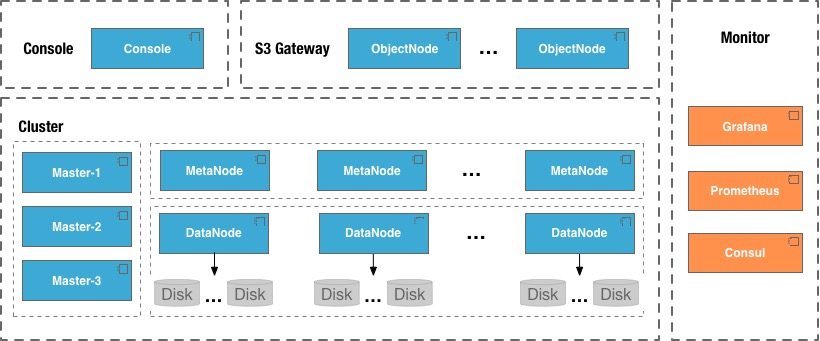 Console
Console
S3 Gateway
ObjectNode
...
ObjectNode
Monitor
Grafana
Prometheus
Consul
Cluster
Master-1
Master-2
Master-3
MetaNode
MetaNode
...
MetaNode
DataNode
DataNode
...
DataNode
Disk ... Disk
Disk ... Disk
Disk ... Disk